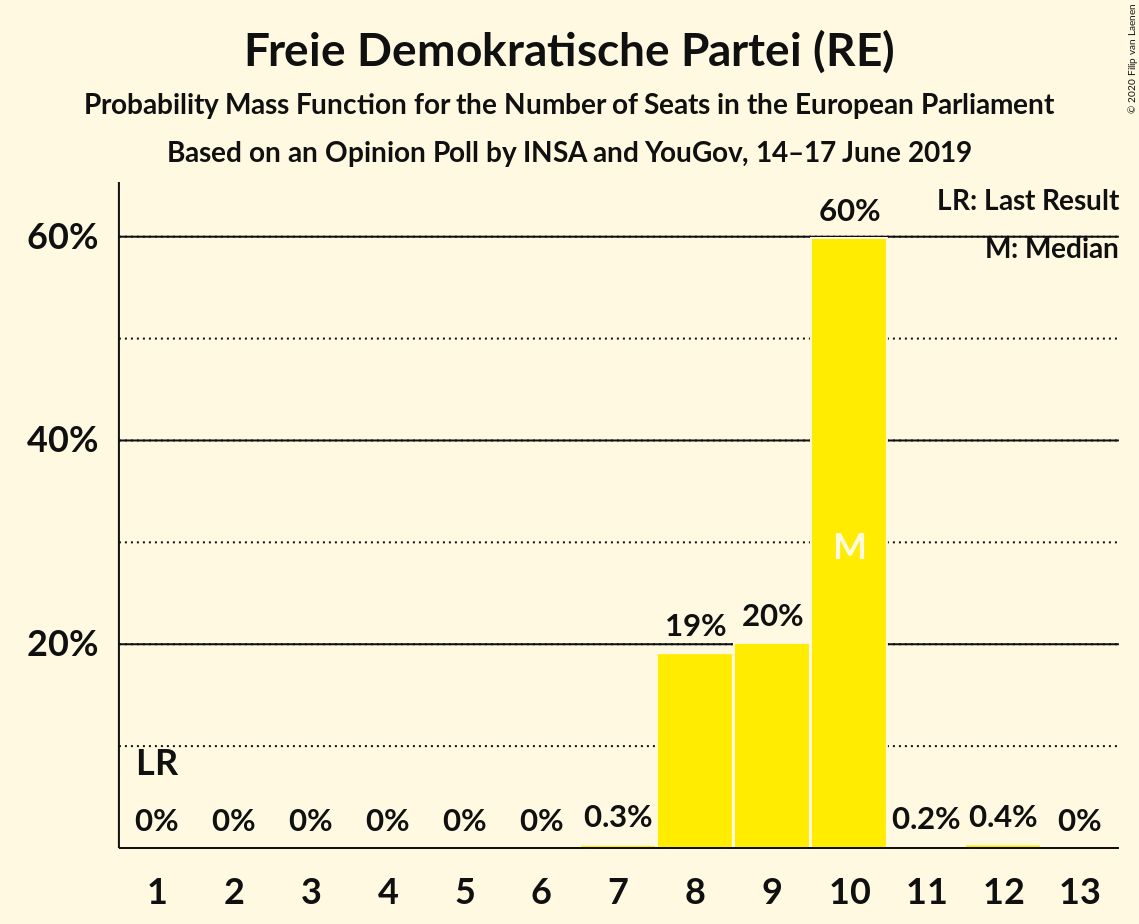 Freie Demokratische Partei (RE)
Probability Mass Function for the Number of Seats in the European Parliament
Based on an Opinion Poll by INSA and YouGov, 14–17 June 2019
© 2020 Filip van Laenen
LR: Last Result
M: Median
60%
40%
20%
60%
M
19%
20%
LR
0%
0%
0%
0%
0%
0%
0.3%
0.2%
0.4%
0%
1 2 3 4 5 6 7 8 9 10 11 12 13